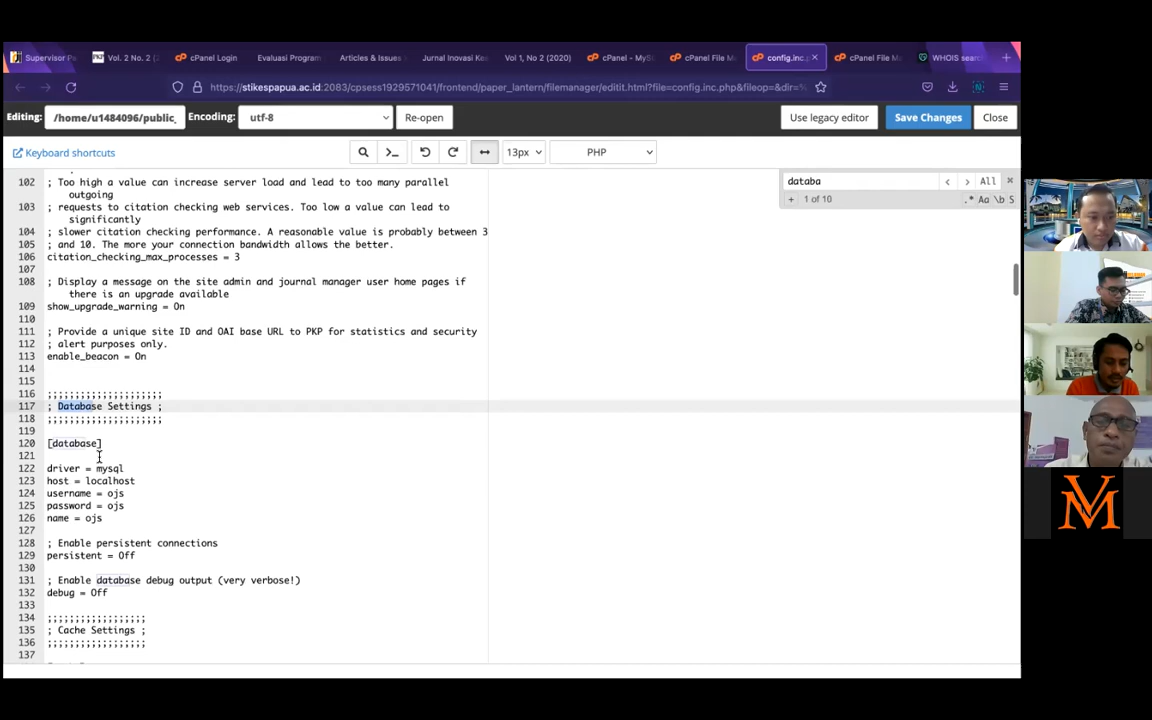 Supervisor Pa
Vol. 2 No. 2 (2
cPanel Login
Evaluasi Program
Articles & Issues
Jurnal Inovasi Kes
Vol 1, No 2 (2020)
cPanel - MyS
cPanel File M
config.inc.p
cPanel File M
WHOIS sear
https://stikespapua.ac.id:2083/cpsess1929571041/frontend/paper_lantern/filemanager/editit.html?file=config.inc.php&fileop=&dir=%
Editing: /home/u1484096/public_ Encoding: utf-8 Re-open Use legacy editor Save Changes Close
Keyboard shortcuts 13px PHP
databa All
+ 1 of 10 .* Aa \b S
102 ; Too high a value can increase server load and lead to too many parallel
outgoing
103 ; requests to citation checking web services. Too low a value can lead to
significantly
104 ; slower citation checking performance. A reasonable value is probably between 3
105 ; and 10. The more your connection bandwidth allows the better.
106 citation_checking_max_processes = 3
107
108 ; Display a message on the site admin and journal manager user home pages if
there is an upgrade available
109 show_upgrade_warning = On
110
111 ; Provide a unique site ID and OAI base URL to PKP for statistics and security
112 ; alert purposes only.
113 enable_beacon = On
114
115
116 ;;;;;;;;;;;;;;;;;;;;;
117 ; Database Settings ;
118 ;;;;;;;;;;;;;;;;;;;;;
119
120 [database]
121
122 driver = mysql
123 host = localhost
124 username = ojs
125 password = ojs
126 name = ojs
127
128 ; Enable persistent connections
129 persistent = Off
130
131 ; Enable database debug output (very verbose!)
132 debug = Off
133
134 ;;;;;;;;;;;;;;;;;;
135 ; Cache Settings ;
136 ;;;;;;;;;;;;;;;;;;
137